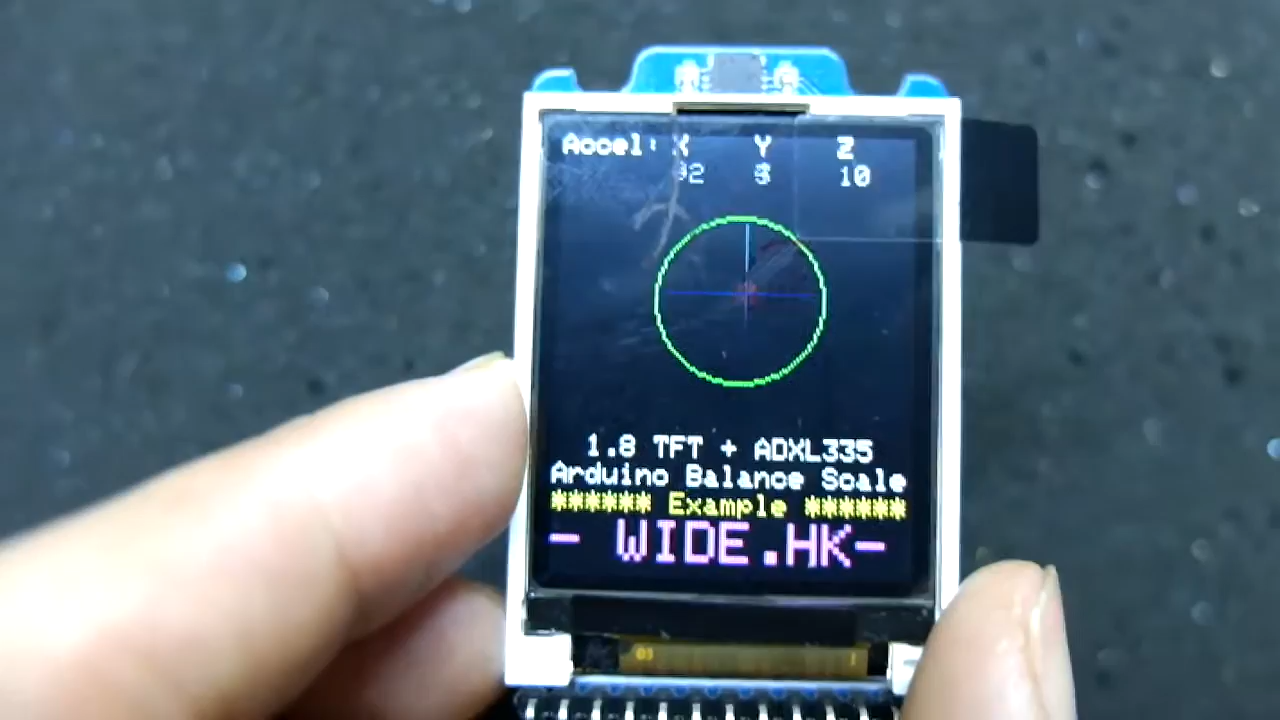 Accel: X Y Z
10
1.8 TFT + ADXL335
Arduino Balance Scale
****** Example ******
- WIDE.HK-